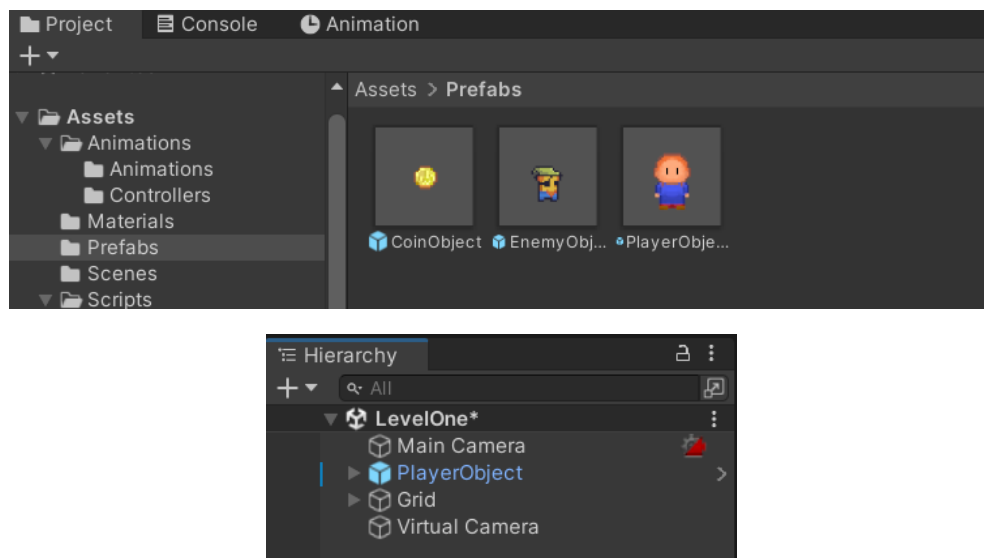 Project Console Animation
Assets > Prefabs
Assets
Animations
Animations
Controllers
Materials
Prefabs
Scenes
Scripts
CoinObject EnemyObj... PlayerObje...
Hierarchy
All
LevelOne*
Main Camera
PlayerObject
Grid
Virtual Camera